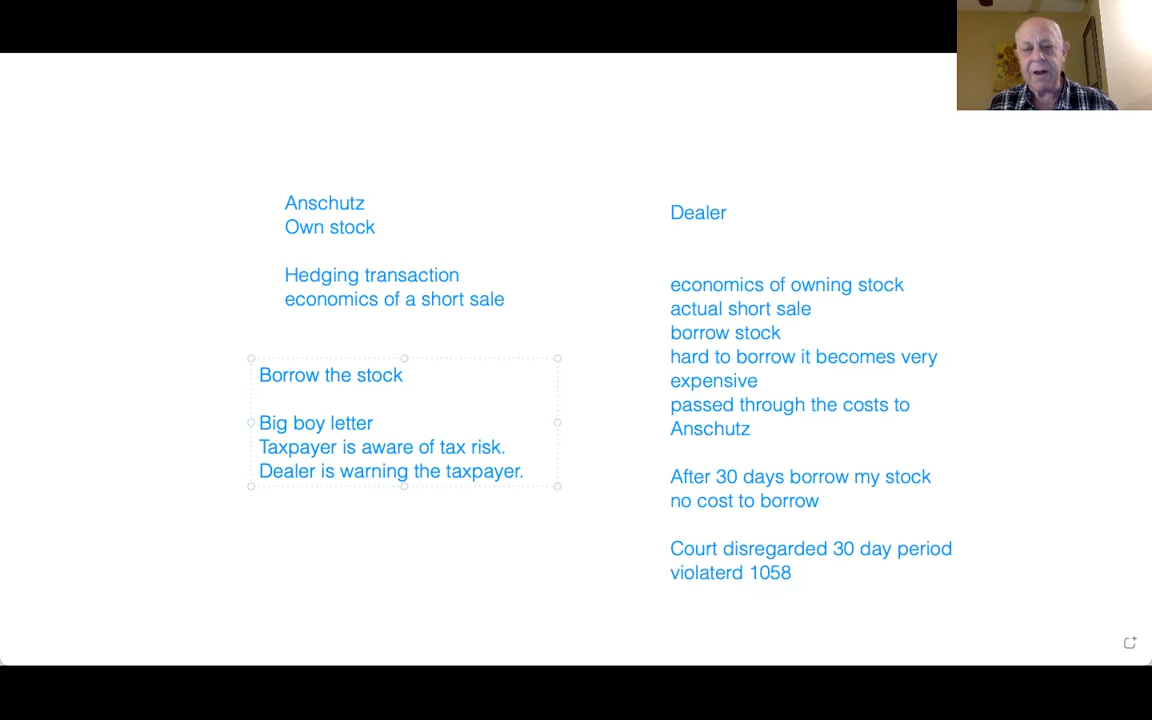 Anschutz
Own stock
Hedging transaction
economics of a short sale
Borrow the stock
Big boy letter
Taxpayer is aware of tax risk.
Dealer is warning the taxpayer.
Dealer
economics of owning stock
actual short sale
borrow stock
hard to borrow it becomes very
expensive
passed through the costs to
Anschutz
After 30 days borrow my stock
no cost to borrow
Court disregarded 30 day period
violaterd 1058